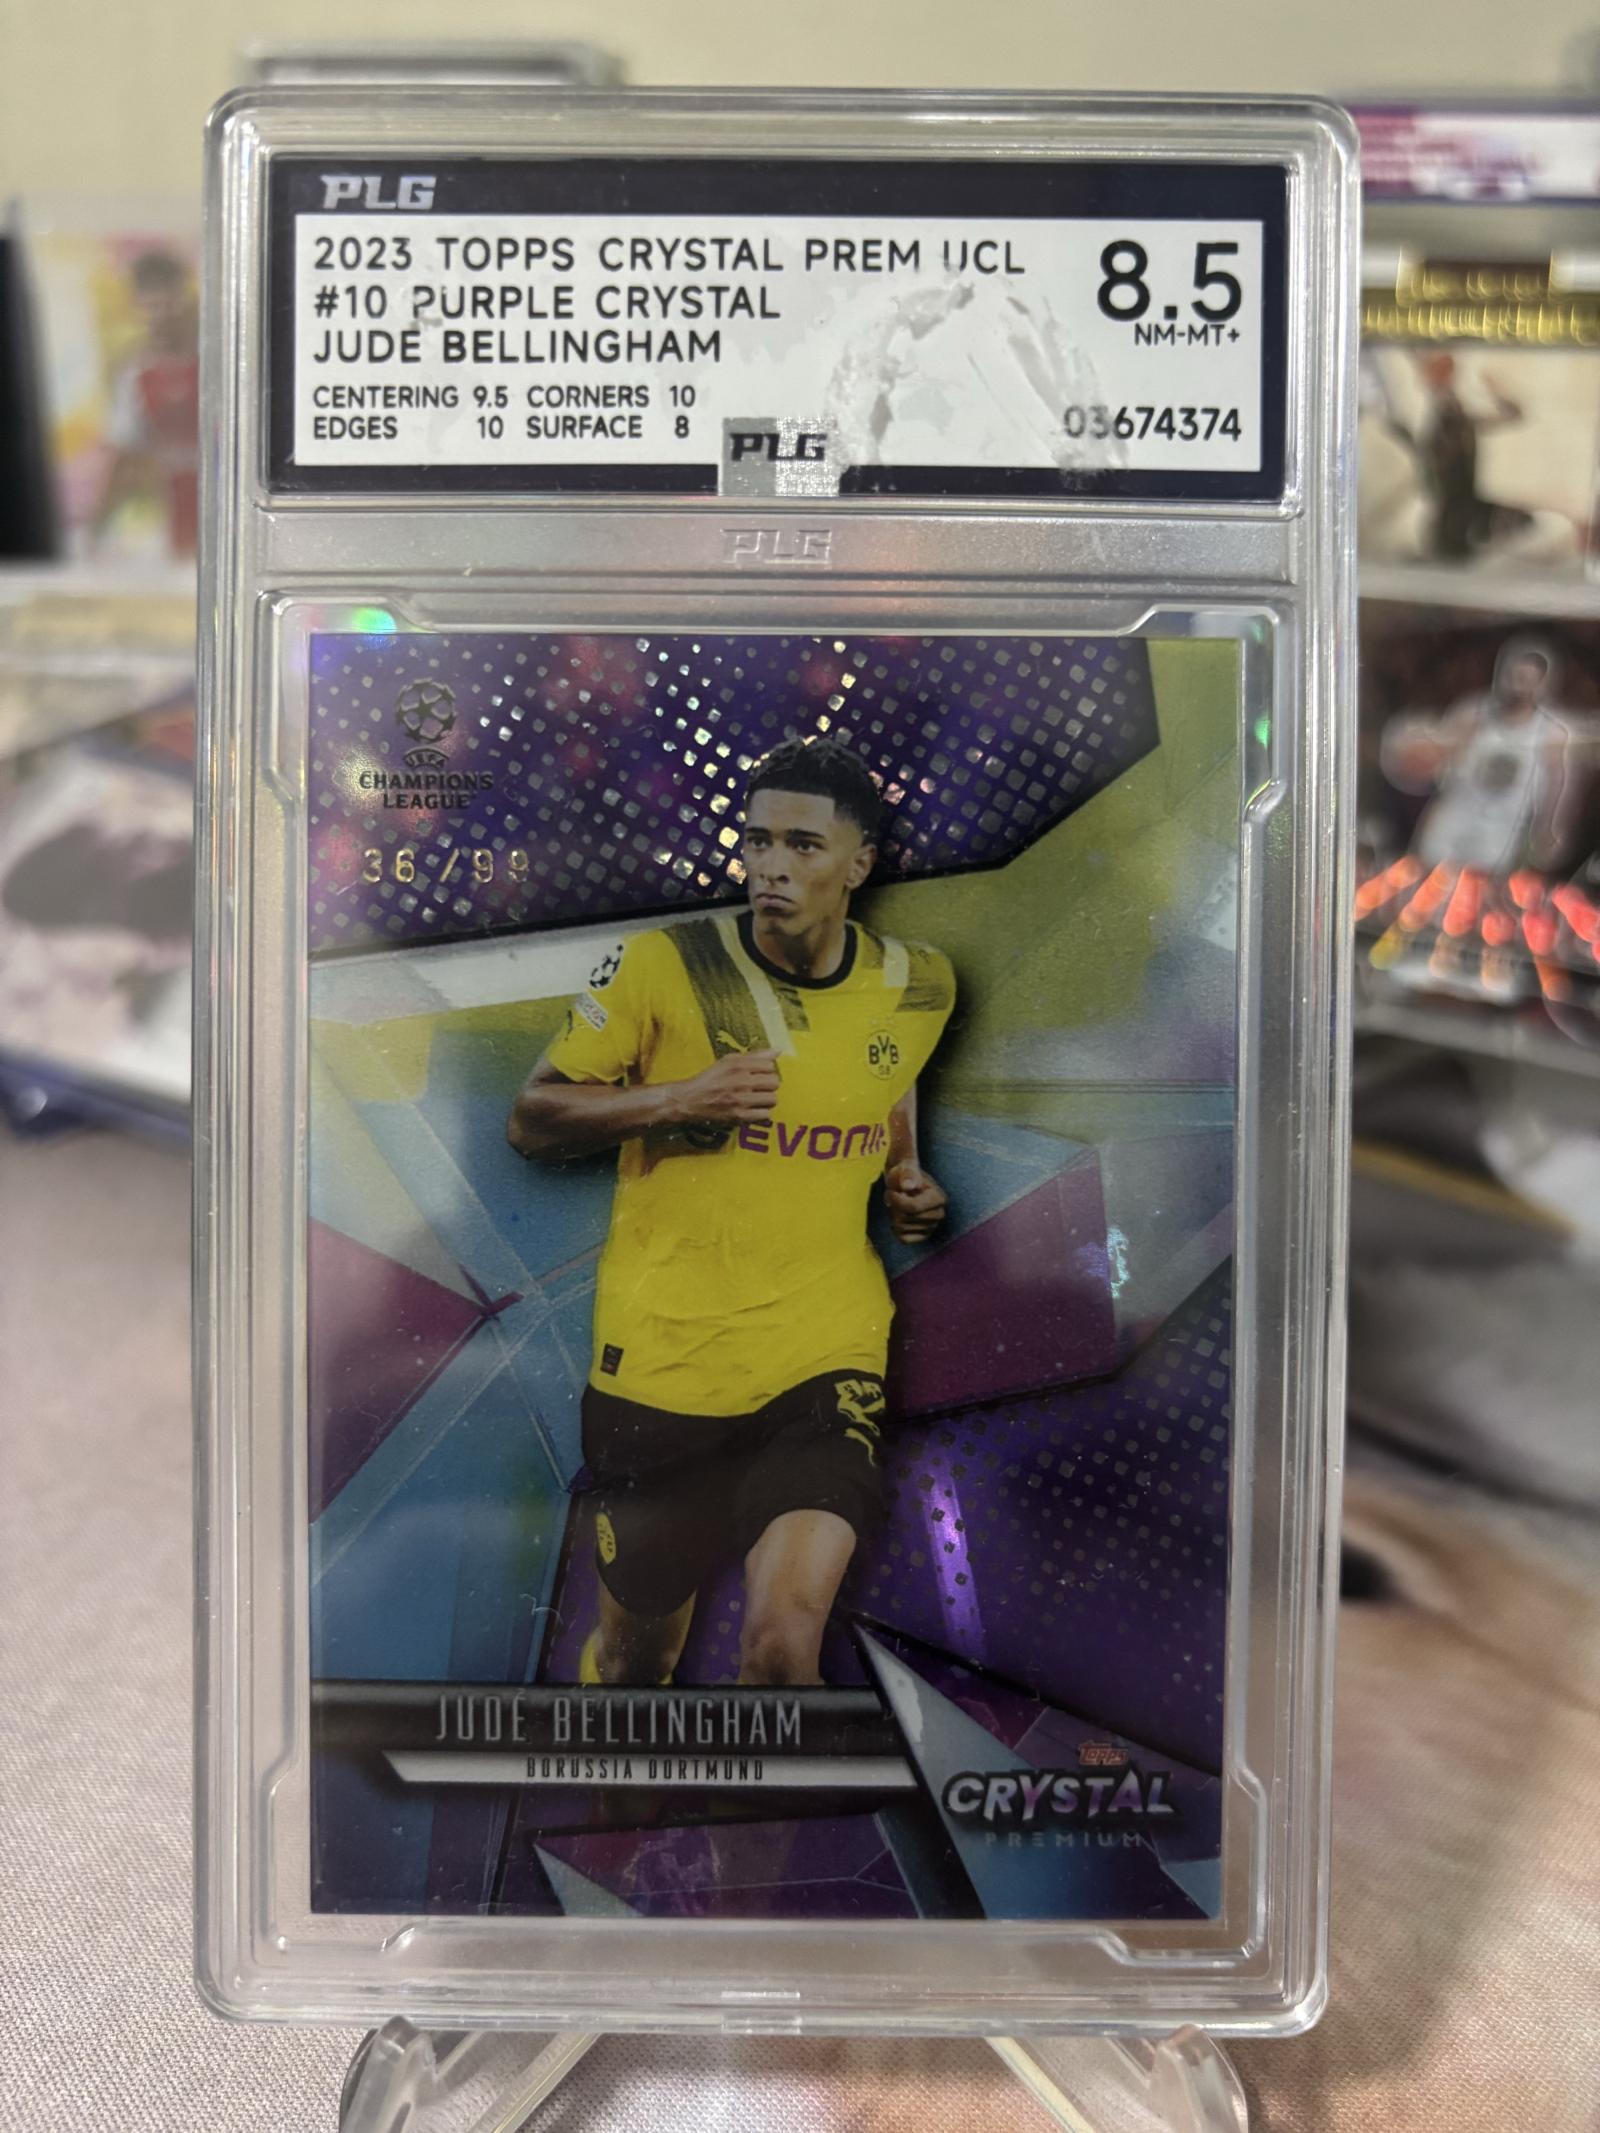 PLG
2023 TOPPS CRYSTAL PREM UCL
#10 PURPLE CRYSTAL
JUDE BELLINGHAM
8.5
NM-MT+
CENTERING 9.5 CORNERS 10
EDGES 10 SURFACE 8
03674374
PLG
PLG
UEFA
CHAMPIONS
LEAGUE
36/99
BVB
09
EVONIK
JUDE BELLINGHAM
BORUSSIA DORTMUND
topps
CRYSTAL
PREMIUM